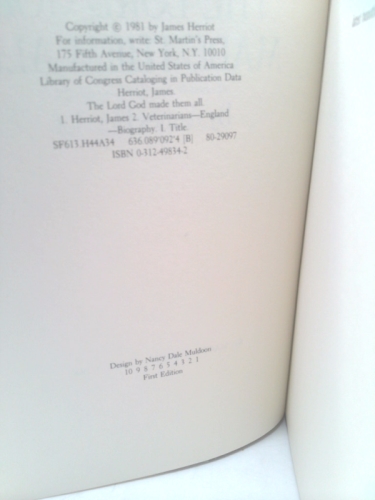 Copyright © 1981 by James Herriot
For information, write: St. Martin's Press,
175 Fifth Avenue, New York, N.Y. 10010
Manufactured in the United States of America
Library of Congress Cataloging in Publication Data
Herriot, James.
The Lord God made them all.
1. Herriot, James 2. Veterinarians—England
—Biography. I. Title.
SF613.H44A34 636.089'092'4 [B] 80-29097
ISBN 0-312-49834-2
Design by Nancy Dale Muldoon
10 9 8 7 6 5 4 3 2 1
First Edition